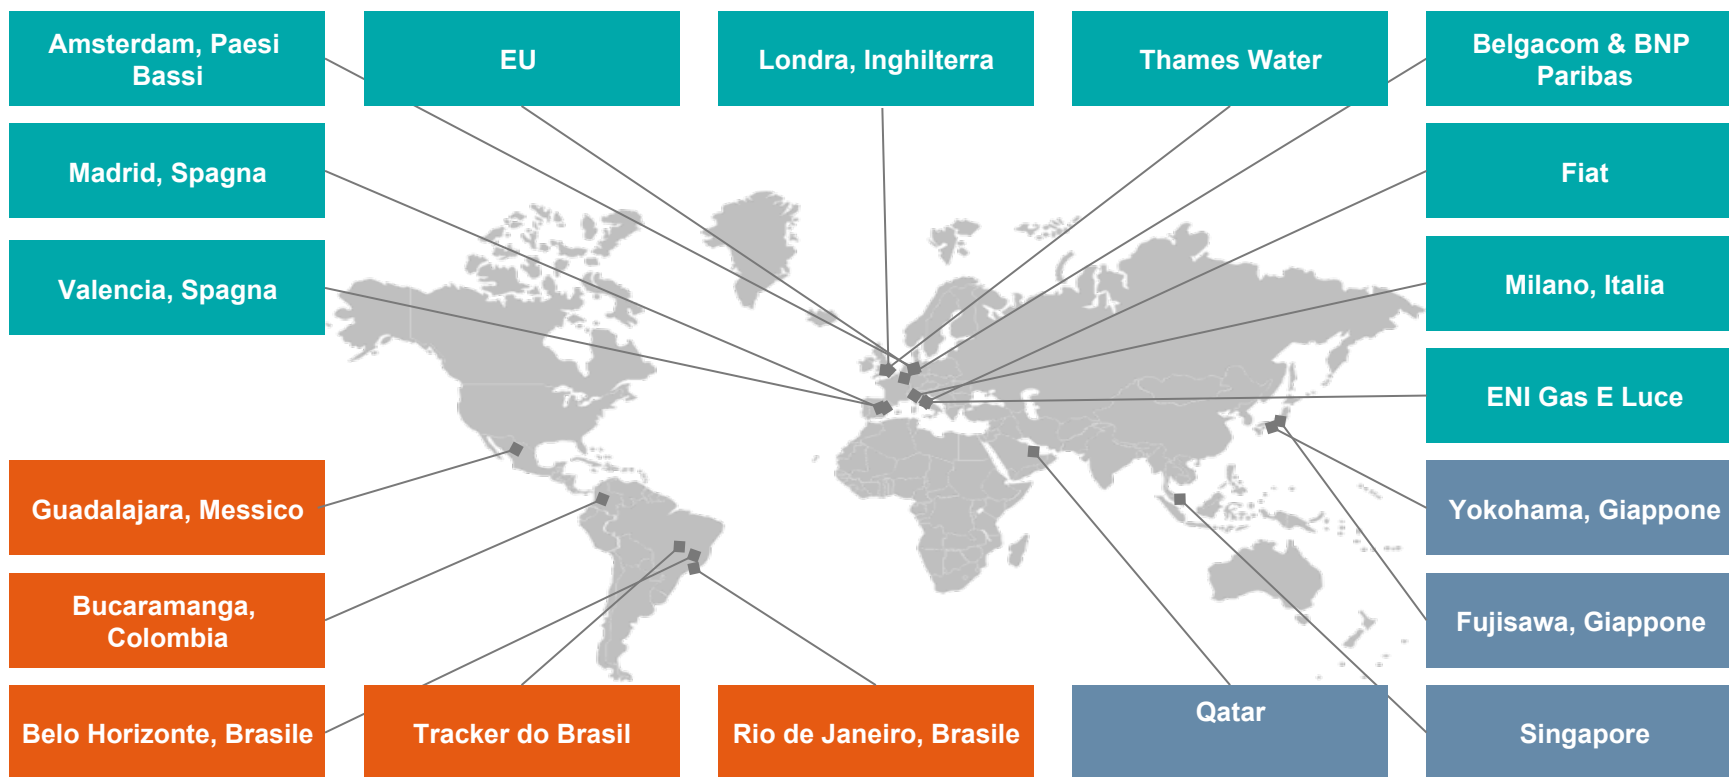 Amsterdam, Paesi
Bassi
EU
Londra, Inghilterra
Thames Water
Belgacom & BNP
Paribas
Madrid, Spagna
Fiat
Valencia, Spagna
Milano, Italia
ENI Gas E Luce
Guadalajara, Messico
Yokohama, Giappone
Bucaramanga,
Colombia
Fujisawa, Giappone
Belo Horizonte, Brasile
Tracker do Brasil
Rio de Janeiro, Brasile
Qatar
Singapore